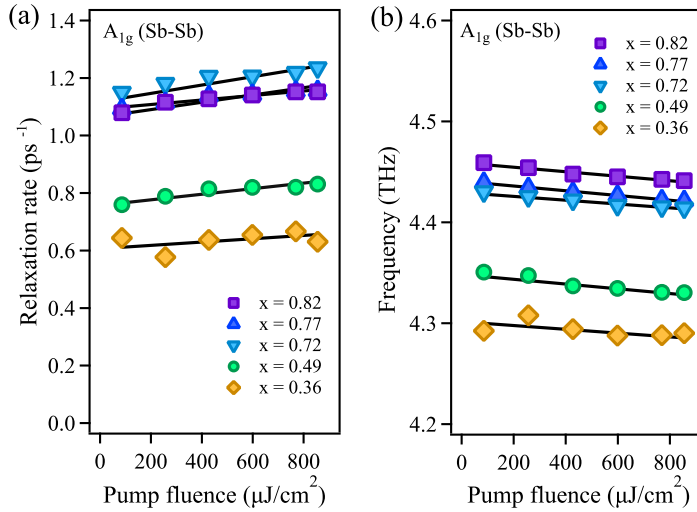 (a)
A1g (Sb-Sb)
Relaxation rate (ps -1)
1.4
1.2
1.0
0.8
0.6
0.4
0.2
0.0
x = 0.82
x = 0.77
x = 0.72
x = 0.49
x = 0.36
0 200 400 600 800
Pump fluence (μJ/cm2)
(b)
A1g (Sb-Sb)
Frequency (THz)
4.6
4.5
4.4
4.3
4.2
x = 0.82
x = 0.77
x = 0.72
x = 0.49
x = 0.36
0 200 400 600 800
Pump fluence (μJ/cm2)